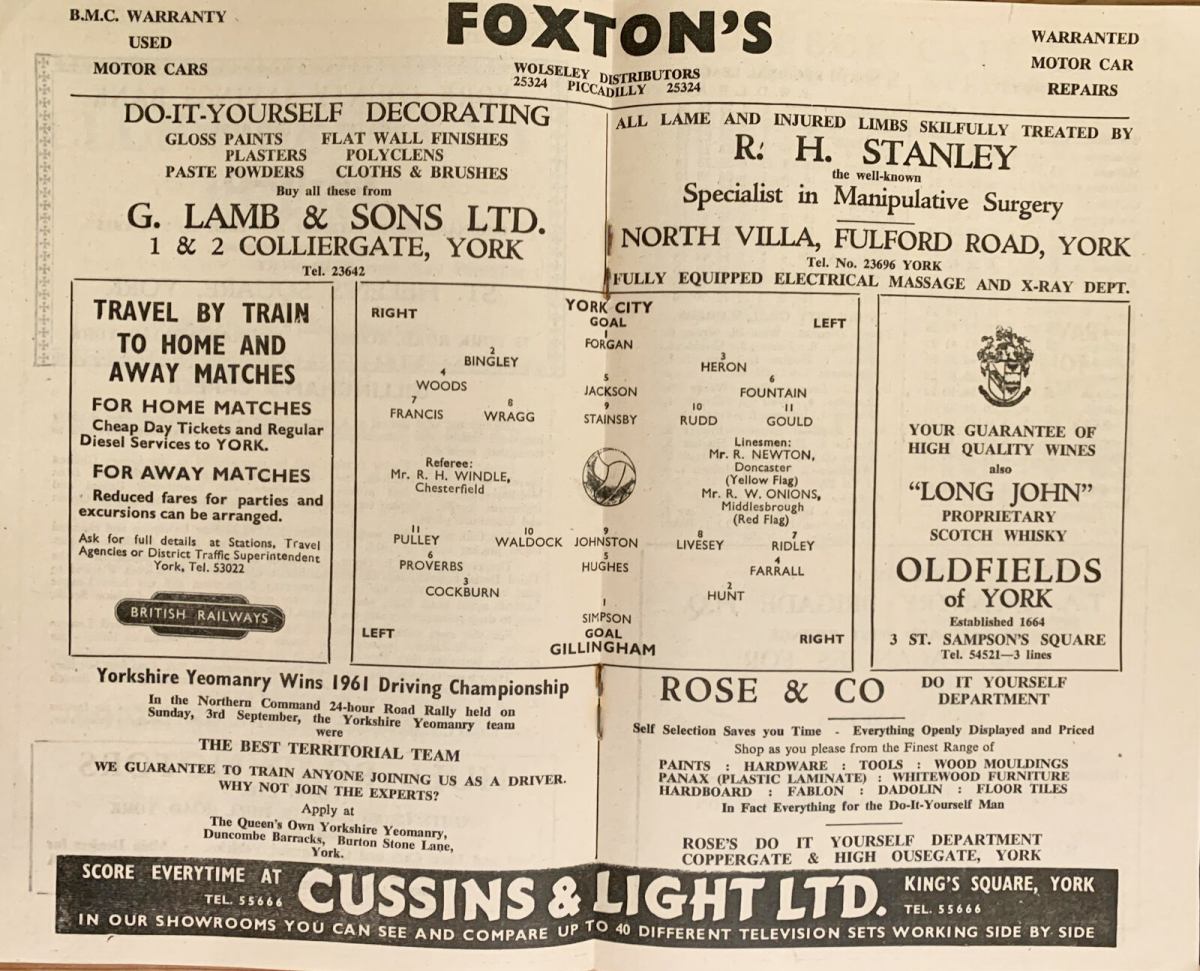 B.M.C. WARRANTY
USED
MOTOR CARS
FOXTON'S
WOLSELEY DISTRIBUTORS
25324 PICCADILLY 25324
WARRANTED
MOTOR CAR
REPAIRS
DO-IT-YOURSELF DECORATING
GLOSS PAINTS FLAT WALL FINISHES
PLASTERS POLYCLENS
PASTE POWDERS CLOTHS & BRUSHES
Buy all these from
G. LAMB & SONS LTD.
1 & 2 COLLIERGATE, YORK
Tel. 23642
ALL LAME AND INJURED LIMBS SKILFULLY TREATED BY
R. H. STANLEY
the well-known
Specialist in Manipulative Surgery
NORTH VILLA, FULFORD ROAD, YORK
Tel. No. 23696 YORK
FULLY EQUIPPED ELECTRICAL MASSAGE AND X-RAY DEPT.
TRAVEL BY TRAIN
TO HOME AND
AWAY MATCHES
FOR HOME MATCHES
Cheap Day Tickets and Regular
Diesel Services to YORK.
FOR AWAY MATCHES
Reduced fares for parties and
excursions can be arranged.
Ask for full details at Stations, Travel
Agencies or District Traffic Superintendent
York, Tel. 53022
BRITISH RAILWAYS
RIGHT YORK CITY LEFT
GOAL
1
FORGAN
2 3
BINGLEY HERON
4 5 6
WOODS JACKSON FOUNTAIN
7 8 9 10 11
FRANCIS WRAGG STAINSBY RUDD GOULD
Referee:
Mr. R. H. WINDLE,
Chesterfield
Linesmen:
Mr. R. NEWTON,
Doncaster
(Yellow Flag)
Mr. R. W. ONIONS,
Middlesbrough
(Red Flag)
11 10 9 8 7
PULLEY WALDOCK JOHNSTON LIVESEY RIDLEY
6 5 4
PROVERBS HUGHES FARRALL
3 2
COCKBURN HUNT
1
SIMPSON
LEFT GOAL RIGHT
GILLINGHAM
YOUR GUARANTEE OF
HIGH QUALITY WINES
also
"LONG JOHN"
PROPRIETARY
SCOTCH WHISKY
OLDFIELDS
of YORK
Established 1664
3 ST. SAMPSON'S SQUARE
Tel. 54521—3 lines
Yorkshire Yeomanry Wins 1961 Driving Championship
In the Northern Command 24-hour Road Rally held on
Sunday, 3rd September, the Yorkshire Yeomanry team
were
THE BEST TERRITORIAL TEAM
WE GUARANTEE TO TRAIN ANYONE JOINING US AS A DRIVER.
WHY NOT JOIN THE EXPERTS?
Apply at
The Queen's Own Yorkshire Yeomanry,
Duncombe Barracks, Burton Stone Lane,
York.
ROSE & CO DO IT YOURSELF
DEPARTMENT
Self Selection Saves you Time - Everything Openly Displayed and Priced
Shop as you please from the Finest Range of
PAINTS : HARDWARE : TOOLS : WOOD MOULDINGS
PANAX (PLASTIC LAMINATE) : WHITEWOOD FURNITURE
HARDBOARD : FABLON : DADOLIN : FLOOR TILES
In Fact Everything for the Do-It-Yourself Man
ROSE'S DO IT YOURSELF DEPARTMENT
COPPERGATE & HIGH OUSEGATE, YORK
SCORE EVERYTIME AT
TEL. 55666
CUSSINS & LIGHT LTD.
KING'S SQUARE, YORK
TEL. 55666
IN OUR SHOWROOMS YOU CAN SEE AND COMPARE UP TO 40 DIFFERENT TELEVISION SETS WORKING SIDE BY SIDE